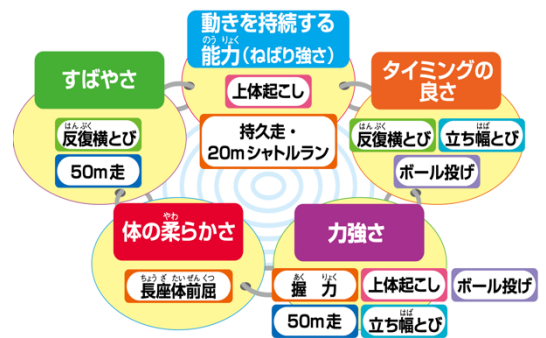 動きを持続する
のう りょく
能力(ねばり強さ)
上体起こし
持久走・
20mシャトルラン
すばやさ
はん ぷく
反復横とび
50m走
タイミングの
良さ
はん ぷく
反復横とび
はば
立ち幅とび
ボール投げ
やわ
体の柔らかさ
ちょう ざ たい ぜん くつ
長座体前屈
力強さ
あく りょく
握 力
上体起こし
ボール投げ
50m走
はば
立ち幅とび